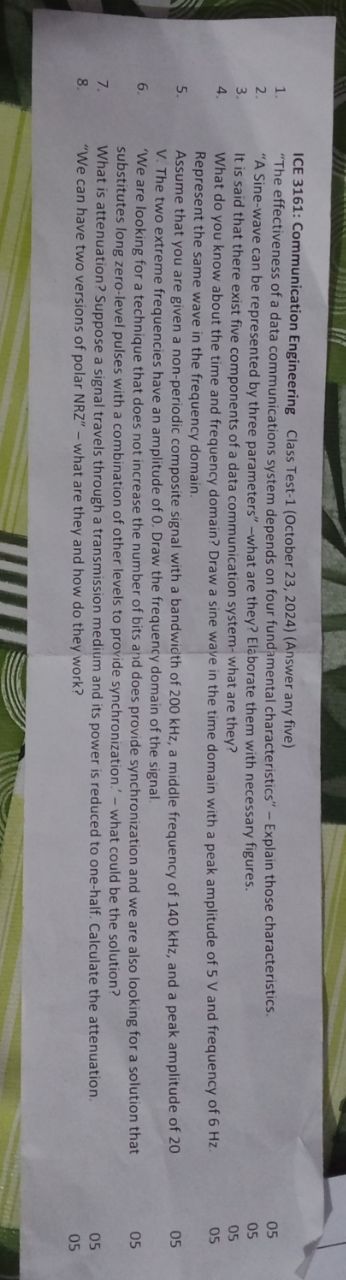 ICE 3161: Communication Engineering Class Test-1 (October 23, 2024) (Answer any five)
1. "The effectiveness of a data communications system depends on four fundamental characteristics" – Explain those characteristics. 05
2. "A Sine-wave can be represented by three parameters" –what are they? Elaborate them with necessary figures. 05
3. It is said that there exist five components of a data communication system- what are they? 05
4. What do you know about the time and frequency domain? Draw a sine wave in the time domain with a peak amplitude of 5 V and frequency of 6 Hz. 05
Represent the same wave in the frequency domain.
5. Assume that you are given a non-periodic composite signal with a bandwidth of 200 kHz, a middle frequency of 140 kHz, and a peak amplitude of 20 05
V. The two extreme frequencies have an amplitude of 0. Draw the frequency domain of the signal.
6. 'We are looking for a technique that does not increase the number of bits and does provide synchronization and we are also looking for a solution that 05
substitutes long zero-level pulses with a combination of other levels to provide synchronization.' – what could be the solution?
7. What is attenuation? Suppose a signal travels through a transmission medium and its power is reduced to one-half. Calculate the attenuation. 05
8. "We can have two versions of polar NRZ" – what are they and how do they work? 05